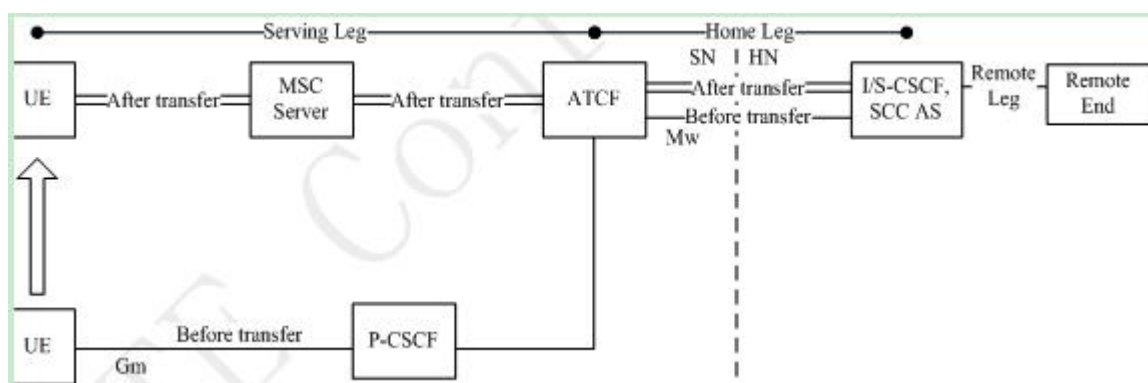 Serving Leg
Home Leg
SN
HN
UE
After transfer
MSC
Server
After transfer
ATCF
After transfer
Before transfer
Mw
I/S-CSCF,
SCC AS
Remote
Leg
Remote
End
UE
Before transfer
Gm
P-CSCF